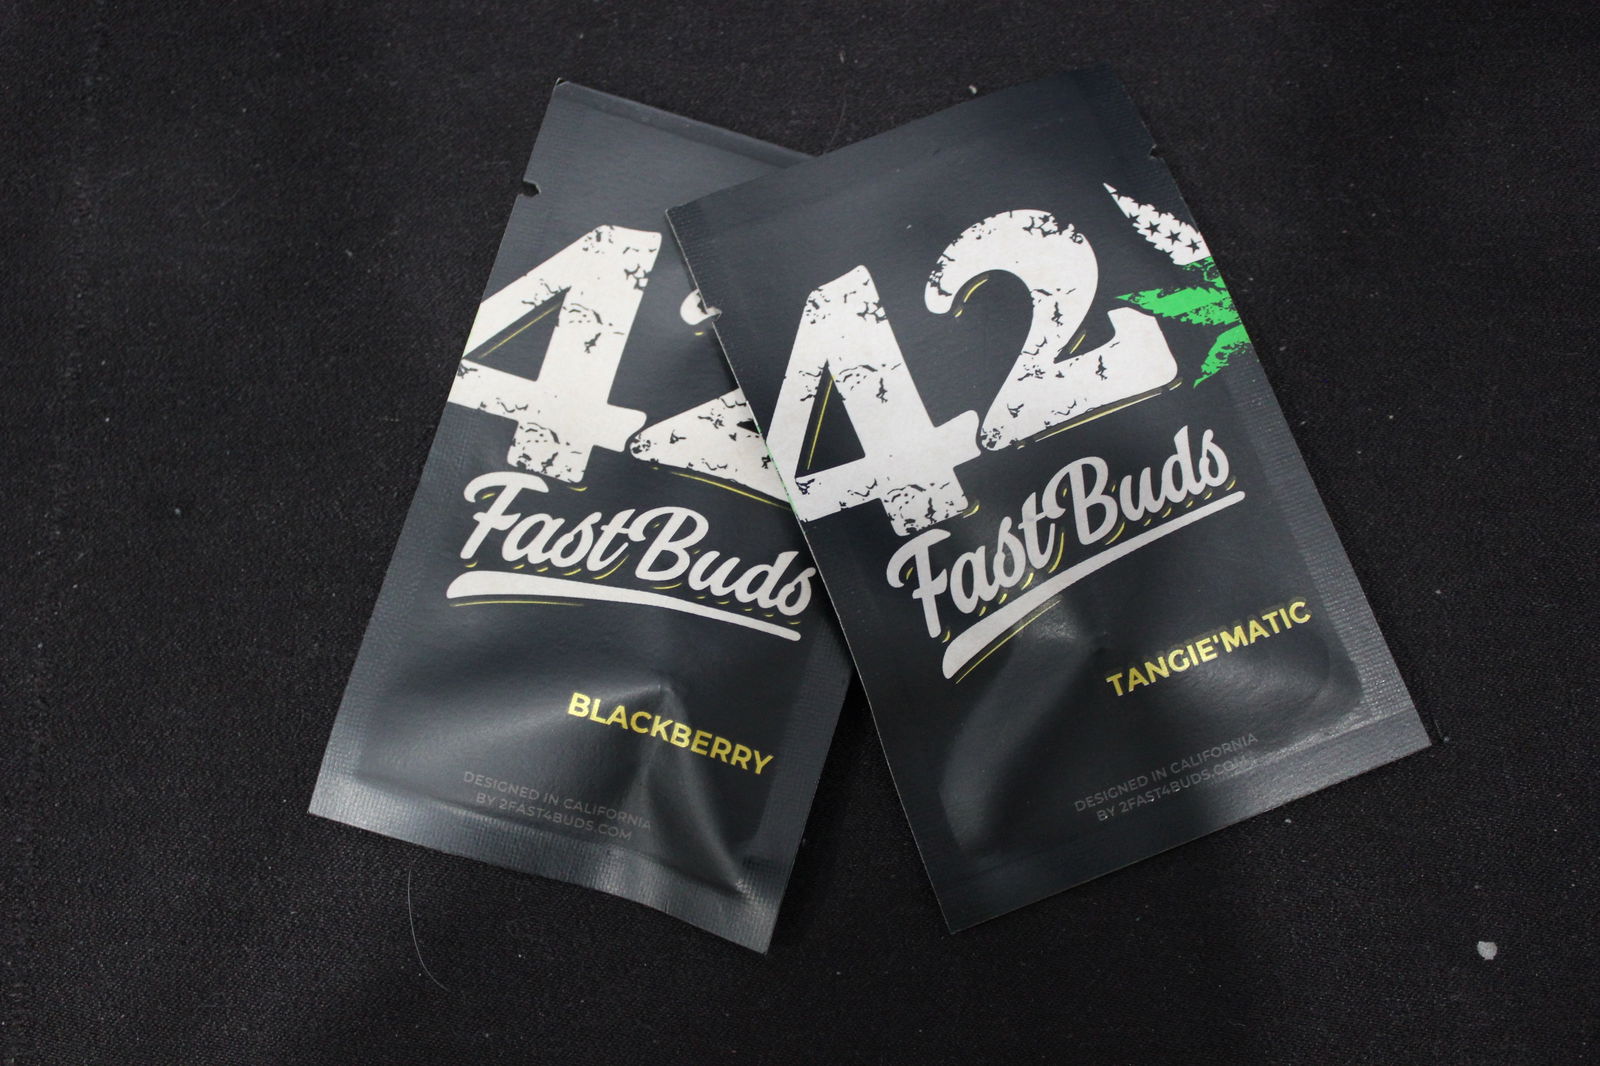 42
FastBuds
BLACKBERRY
DESIGNED IN CALIFORNIA
BY 2FAST4BUDS.COM
42
FastBuds
TANGIE'MATIC
DESIGNED IN CALIFORNIA
BY 2FAST4BUDS.COM